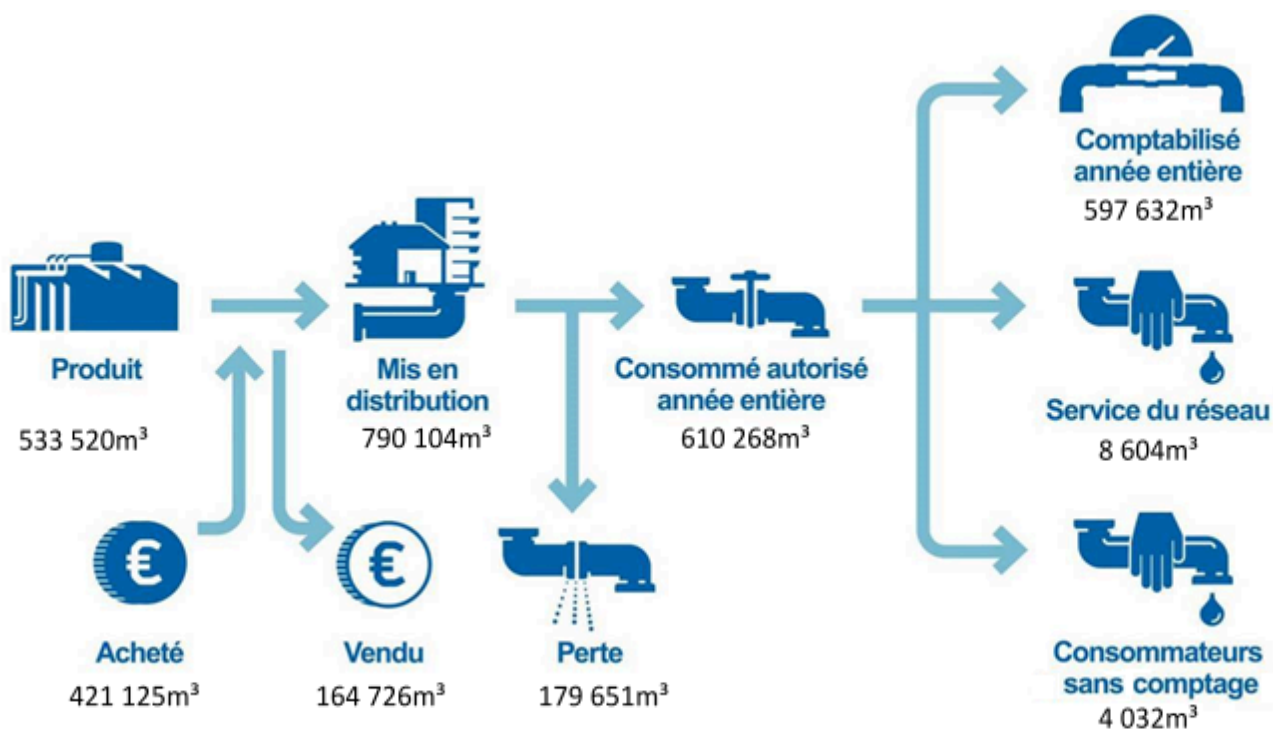 Produit
533 520m³
Acheté
421 125m³
Vendu
164 726m³
Mis en
distribution
790 104m³
Perte
179 651m³
Consommé autorisé
année entière
610 268m³
Comptabilisé
année entière
597 632m³
Service du réseau
8 604m³
Consommateurs
sans comptage
4 032m³
€
€